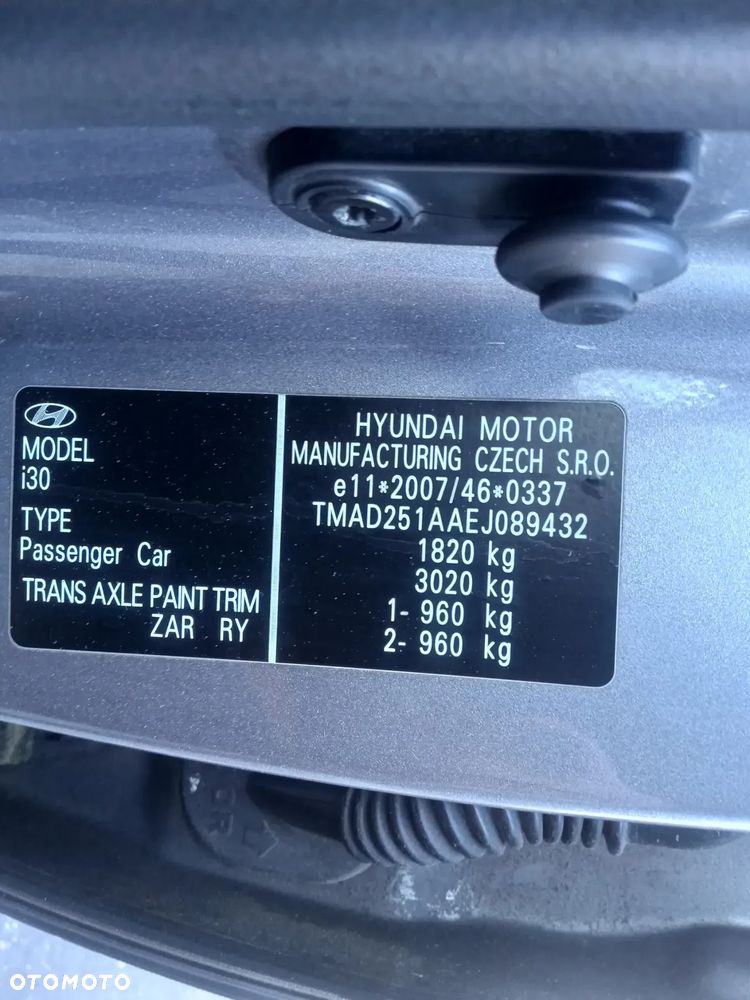 MODEL
i30
TYPE
Passenger Car
TRANS AXLE PAINT TRIM
ZAR RY
HYUNDAI MOTOR
MANUFACTURING CZECH S.R.O.
e11*2007/46*0337
TMAD251AAEJ089432
1820 kg
3020 kg
1- 960 kg
2- 960 kg
OTOMOTO